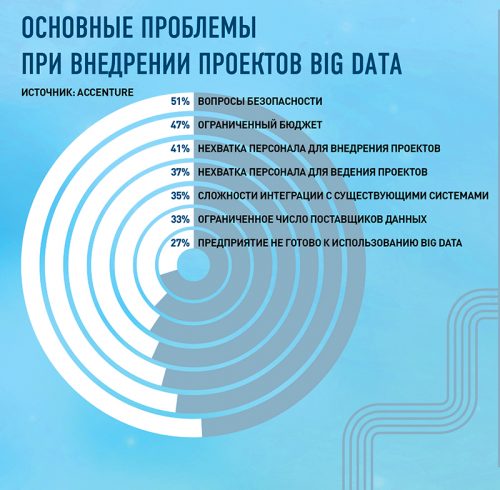 ОСНОВНЫЕ ПРОБЛЕМЫ
ПРИ ВНЕДРЕНИИ ПРОЕКТОВ BIG DATA
ИСТОЧНИК: ACCENTURE
51% ВОПРОСЫ БЕЗОПАСНОСТИ
47% ОГРАНИЧЕННЫЙ БЮДЖЕТ
41% НЕХВАТКА ПЕРСОНАЛА ДЛЯ ВНЕДРЕНИЯ ПРОЕКТОВ
37% НЕХВАТКА ПЕРСОНАЛА ДЛЯ ВЕДЕНИЯ ПРОЕКТОВ
35% СЛОЖНОСТИ ИНТЕГРАЦИИ С СУЩЕСТВУЮЩИМИ СИСТЕМАМИ
33% ОГРАНИЧЕННОЕ ЧИСЛО ПОСТАВЩИКОВ ДАННЫХ
27% ПРЕДПРИЯТИЕ НЕ ГОТОВО К ИСПОЛЬЗОВАНИЮ BIG DATA